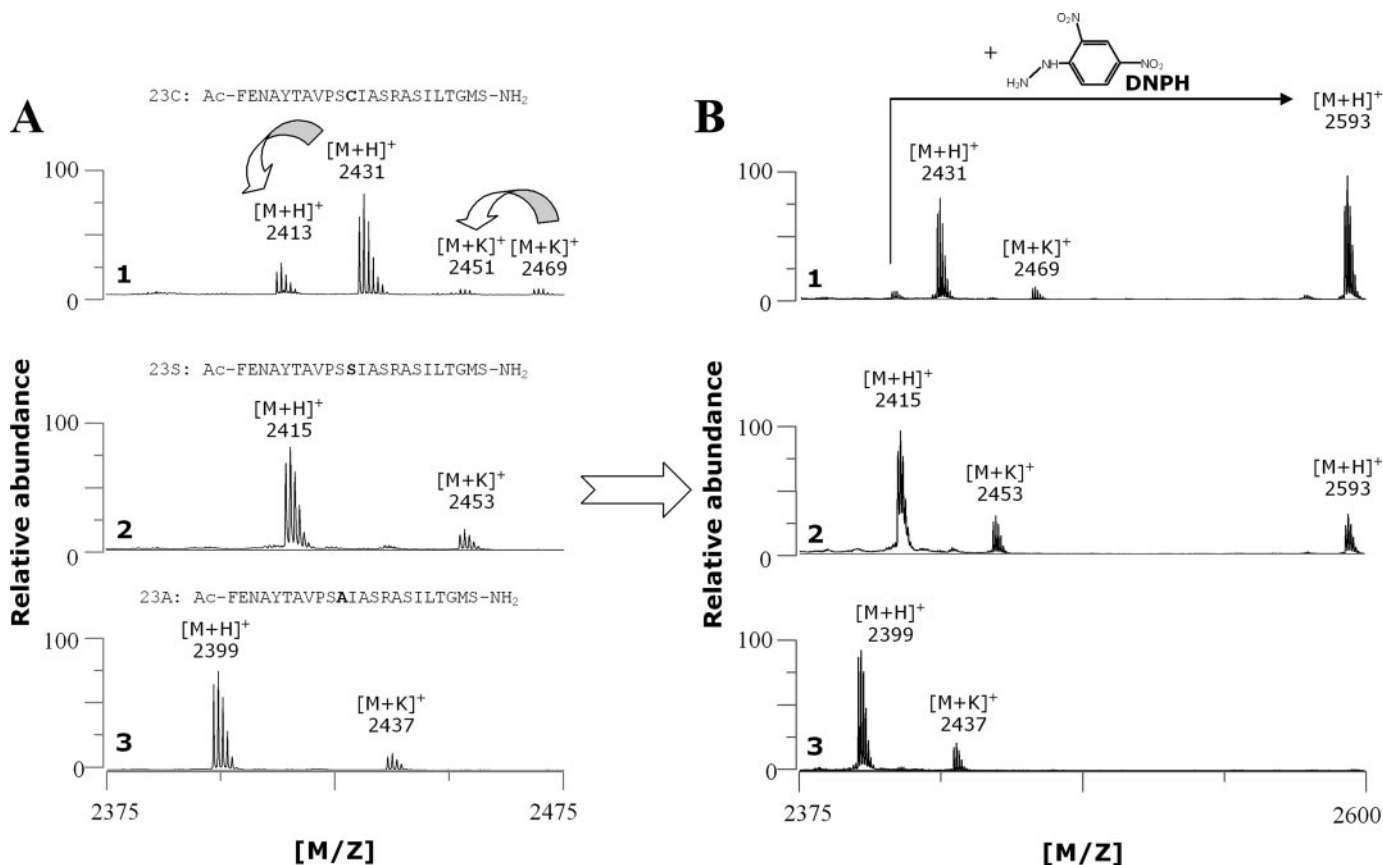 A
23C: Ac-FENAYTAVPSCIASRASILTGMS-NH₂
[M+H]⁺
2413
[M+H]⁺
2431
[M+K]⁺
2451
[M+K]⁺
2469
100
0
1
Relative abundance
23S: Ac-FENAYTAVPSSIASRASILTGMS-NH₂
[M+H]⁺
2415
[M+K]⁺
2453
100
0
2
23A: Ac-FENAYTAVPSAIASRASILTGMS-NH₂
[M+H]⁺
2399
[M+K]⁺
2437
100
0
3
2375
2475
[M/Z]
B
+
O₂N
NH
H₂N
NO₂
DNPH
[M+H]⁺
2431
[M+K]⁺
2469
[M+H]⁺
2593
100
0
1
Relative abundance
[M+H]⁺
2415
[M+K]⁺
2453
[M+H]⁺
2593
100
0
2
[M+H]⁺
2399
[M+K]⁺
2437
100
0
3
2375
2600
[M/Z]